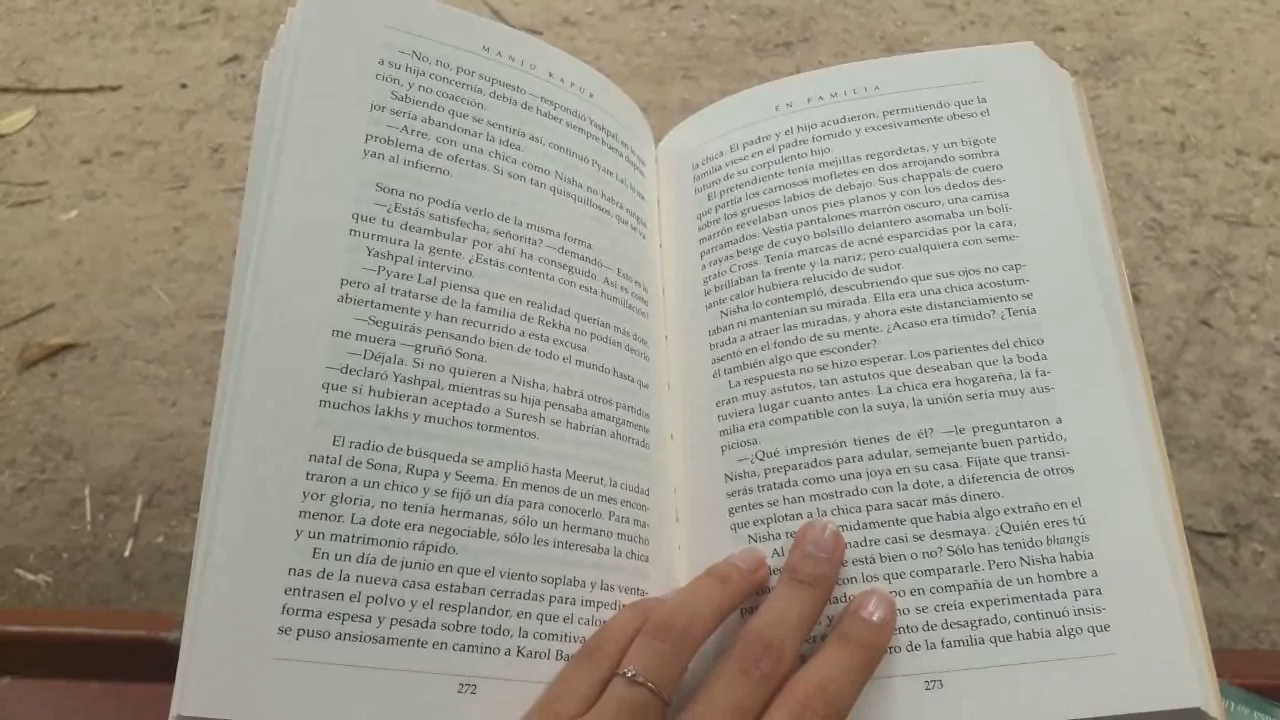 MANJU KAPUR
—No, no, por supuesto —respondió Yashpal; en lo que
a su hija concernía, debía de haber siempre buena disposi-
ción, y no coacción.
Sabiendo que se sentiría así, continuó Pyare Lal, lo me-
jor sería abandonar la idea.
—Arre, con una chica como Nisha no habrá ningún
problema de ofertas. Si son tan quisquillosos, que se va-
yan al infierno.
Sona no podía verlo de la misma forma.
—¿Estás satisfecha, señorita? —demandó—. Esto es lo
que tu deambular por ahí ha conseguido. Así es como
murmura la gente. ¿Estás contenta con esta humillación?
Yashpal intervino.
—Pyare Lal piensa que en realidad querían más dote,
pero al tratarse de la familia de Rekha no podían decirlo
abiertamente y han recurrido a esta excusa.
—Seguirás pensando bien de todo el mundo hasta que
me muera —gruñó Sona.
—Déjala. Si no quieren a Nisha, habrá otros partidos
—declaró Yashpal, mientras su hija pensaba amargamente
que si hubieran aceptado a Suresh se habrían ahorrado
muchos lakhs y muchos tormentos.
El radio de búsqueda se amplió hasta Meerut, la ciudad
natal de Sona, Rupa y Seema. En menos de un mes encon-
traron a un chico y se fijó un día para conocerlo. Para ma-
yor gloria, no tenía hermanas, sólo un hermano mucho
menor. La dote era negociable, sólo les interesaba la chica
y un matrimonio rápido.
En un día de junio en que el viento soplaba y las venta-
nas de la nueva casa estaban cerradas para impedir
entrasen el polvo y el resplandor, en que el calor
forma espesa y pesada sobre todo, la comitiva
se puso ansiosamente en camino a Karol
272
EN FAMILIA
la chica. El padre y el hijo acudieron, permitiendo que la
familia viese en el padre fornido y excesivamente obeso el
futuro de su corpulento hijo.
El pretendiente tenía mejillas regordetas, y un bigote
que partía los carnosos mofletes en dos arrojando sombra
sobre los gruesos labios de debajo. Sus chappals de cuero
marrón revelaban unos pies planos y con los dedos des-
parramados. Vestía pantalones marrón oscuro, una camisa
a rayas beige de cuyo bolsillo delantero asomaba un bolí-
grafo Cross. Tenía marcas de acné esparcidas por la cara,
le brillaban la frente y la nariz; pero cualquiera con seme-
jante calor hubiera relucido de sudor.
Nisha lo contempló, descubriendo que sus ojos no cap-
taban ni mantenían su mirada. Ella era una chica acostum-
brada a atraer las miradas, y ahora este distanciamiento se
asentó en el fondo de su mente. ¿Acaso era tímido? ¿Tenía
él también algo que esconder?
La respuesta no se hizo esperar. Los parientes del chico
eran muy astutos, tan astutos que deseaban que la boda
tuviera lugar cuanto antes. La chica era hogareña, la fa-
milia era compatible con la suya, la unión sería muy aus-
piciosa.
—¿Qué impresión tienes de él? —le preguntaron a
Nisha, preparados para adular, semejante buen partido,
serás tratada como una joya en su casa. Fíjate que transi-
gentes se han mostrado con la dote, a diferencia de otros
que explotan a la chica para sacar más dinero.
Nisha que había algo extraño en el
Al madre casi se desmaya. ¿Quién eres tú
está bien o no? Sólo has tenido bhangis
con los que compararle. Pero Nisha había
en compañía de un hombre a
no se creía experimentada para
de desagrado, continuó insis-
de la familia que había algo que
273